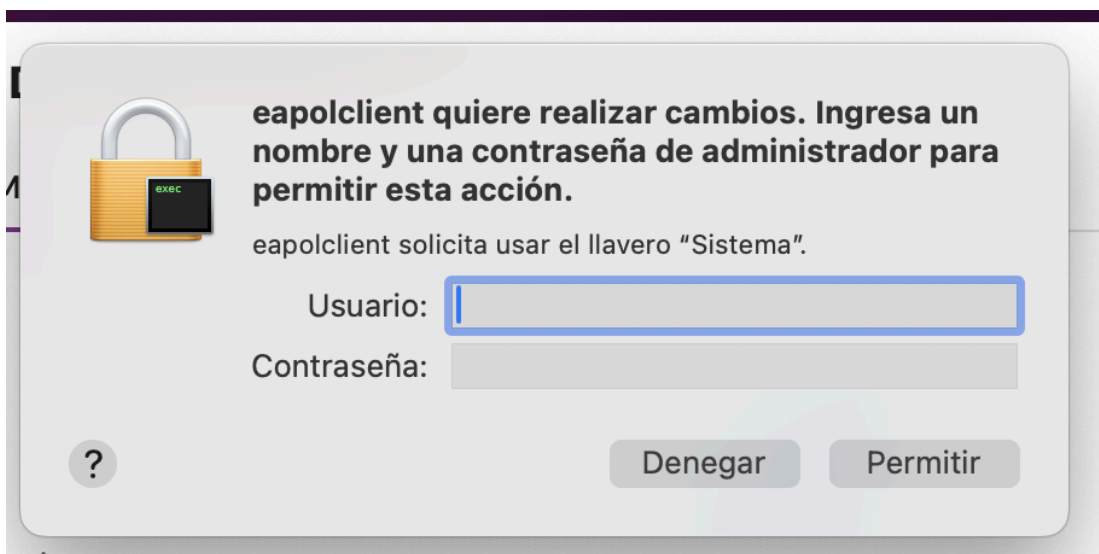 eapolclient quiere realizar cambios. Ingresa un
nombre y una contraseña de administrador para
permitir esta acción.
exec
eapolclient solicita usar el llavero “Sistema”.
Usuario:
Contraseña:
?
Denegar
Permitir